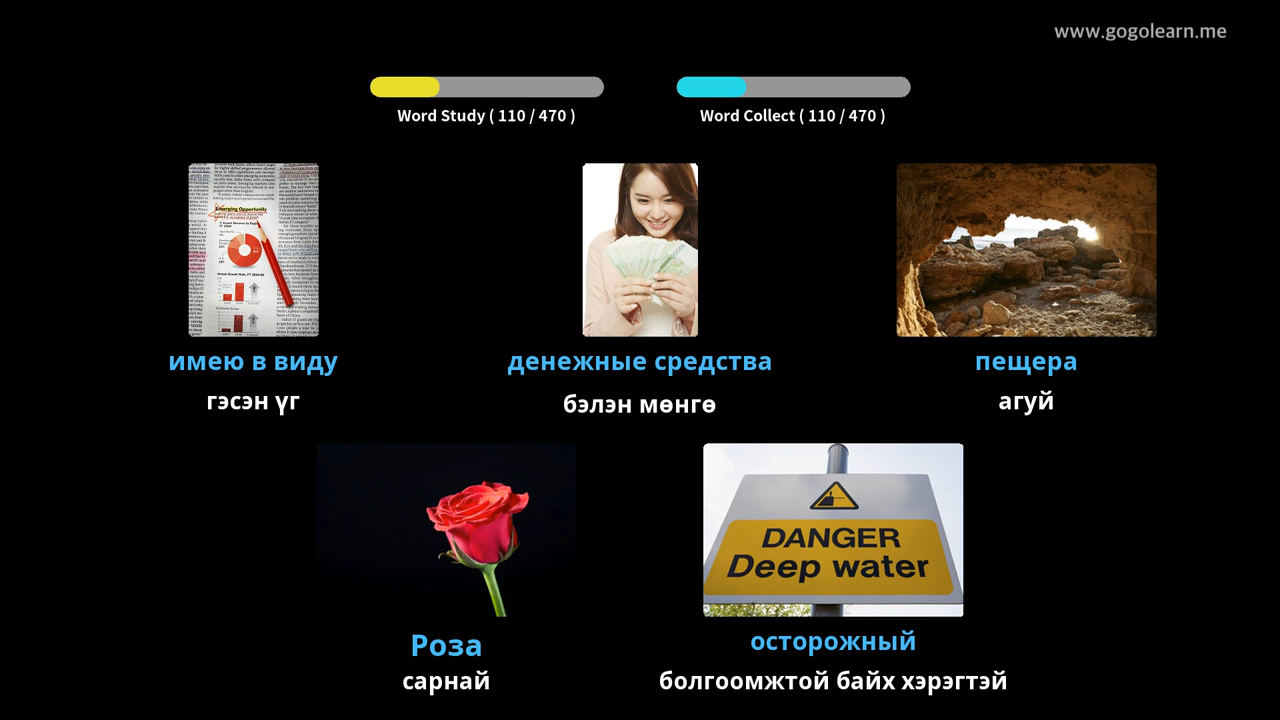 www.gogolearn.me
Word Study ( 110 / 470 )
Word Collect ( 110 / 470 )
Emerging Opportunity
имею в виду
гэсэн үг
денежные средства
бэлэн мөнгө
пещера
агуй
DANGER
Deep water
Роза
сарнай
осторожный
болгоомжтой байх хэрэгтэй